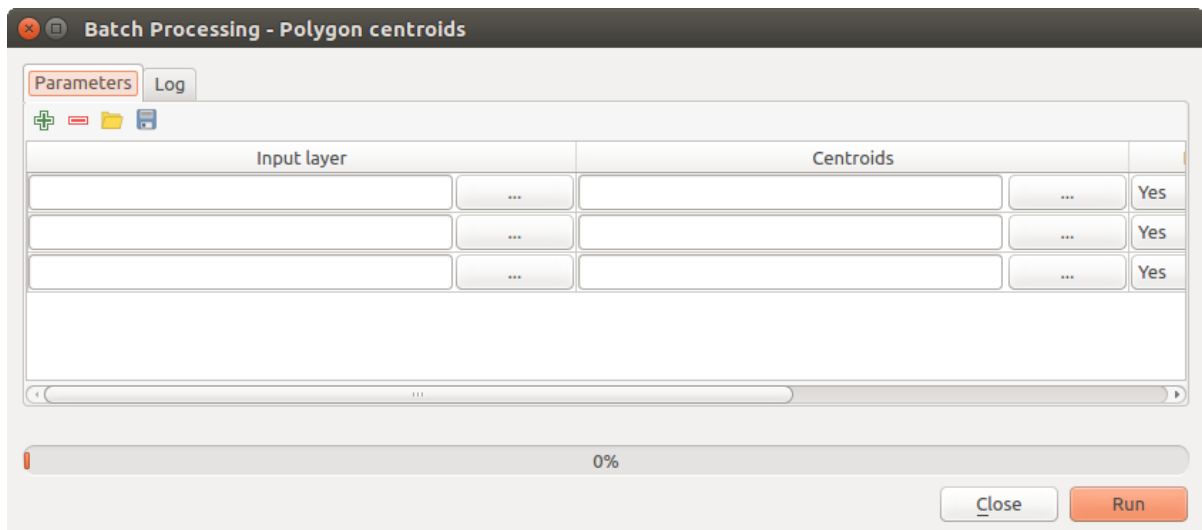 Batch Processing - Polygon centroids
Parameters Log
Input layer Centroids
... ... Yes
... ... Yes
... ... Yes
0%
Close Run